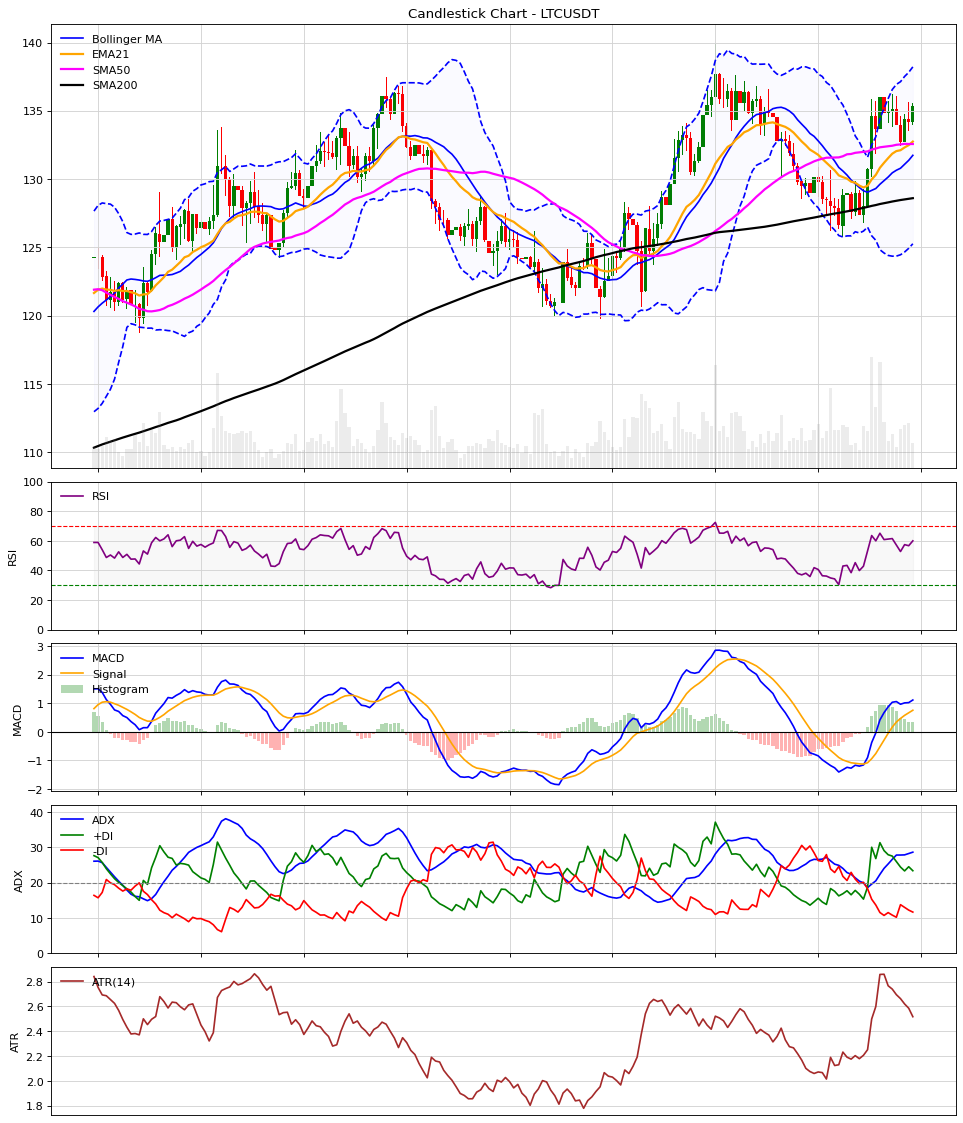 Candlestick Chart - LTCUSDT
Bollinger MA
EMA21
SMA50
SMA200
140
135
130
125
120
115
110
RSI
100
80
60
40
20
0
RSI
MACD
Signal
Histogram
3
2
1
0
−1
−2
MACD
ADX
+DI
-DI
40
30
20
10
0
ADX
ATR(14)
2.8
2.6
2.4
2.2
2.0
1.8
ATR